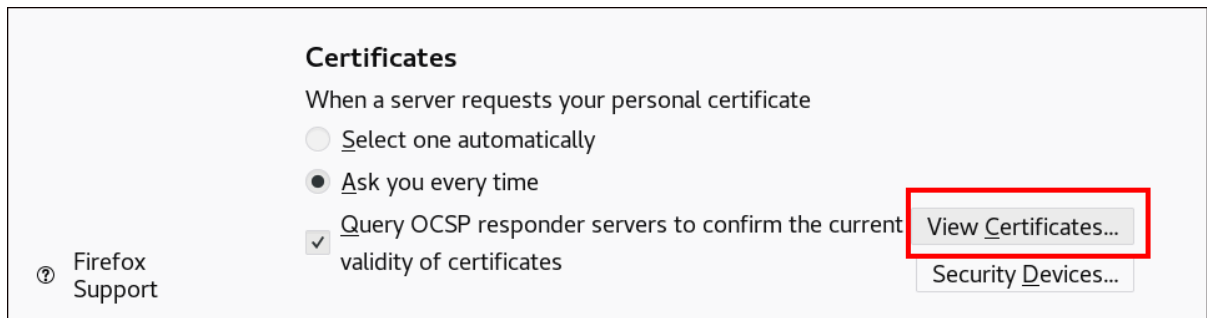 Certificates
When a server requests your personal certificate
Select one automatically
Ask you every time
Query OCSP responder servers to confirm the current
validity of certificates
View Certificates...
Security Devices...
Firefox
Support